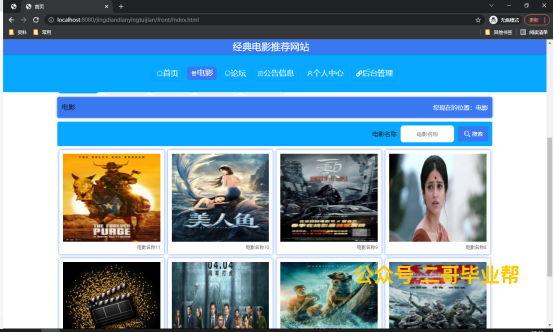 首页
localhost:8080/jingdiandianyingtuijian/front/index.html
无痕模式
更新
资料
常用
其他书签
阅读清单
经典电影推荐网站
首页
电影
论坛
公告信息
个人中心
后台管理
电影
您现在的位置：电影
电影名称
电影名称
搜索
THE FOREVER
PURGE
美人鱼
电影名称11
电影名称10
电影名称9
电影名称8
04.04
公众号 二哥毕业帮